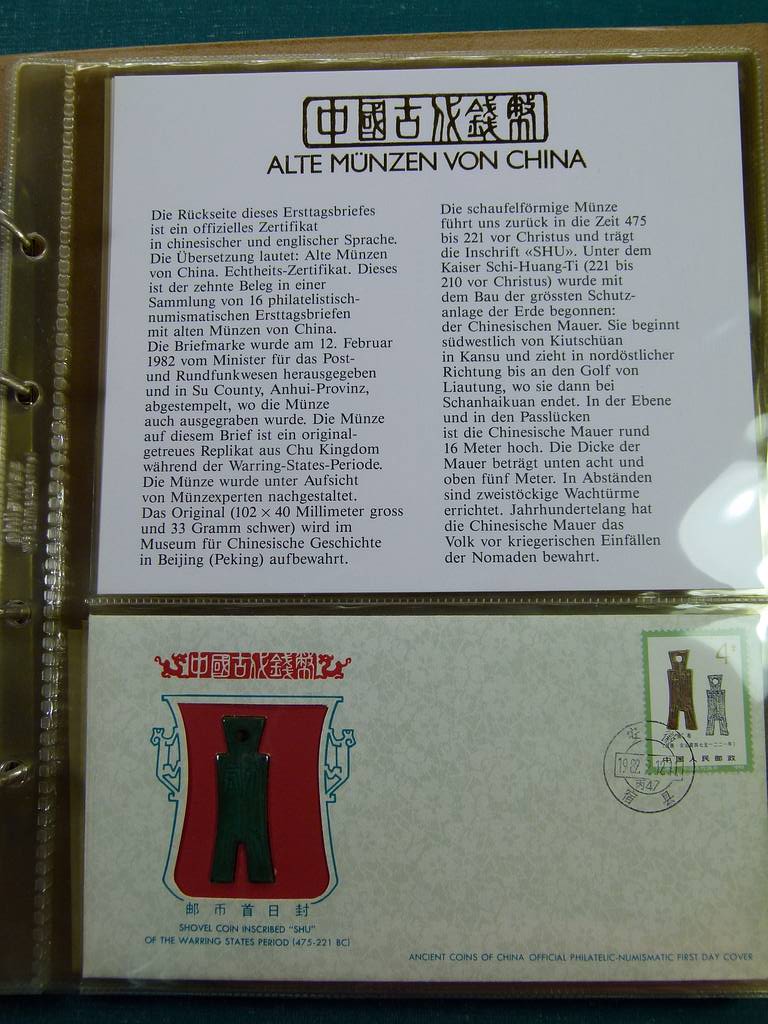 中國古代錢幣
ALTE MÜNZEN VON CHINA
Die Rückseite dieses Ersttagsbriefes
ist ein offizielles Zertifikat
in chinesischer und englischer Sprache.
Die Übersetzung lautet: Alte Münzen
von China. Echtheits-Zertifikat. Dieses
ist der zehnte Beleg in einer
Sammlung von 16 philatelistisch-
numismatischen Ersttagsbriefen
mit alten Münzen von China.
Die Briefmarke wurde am 12. Februar
1982 vom Minister für das Post-
und Rundfunkwesen herausgegeben
und in Su County, Anhui-Provinz,
abgestempelt, wo die Münze
auch ausgegraben wurde. Die Münze
auf diesem Brief ist ein original-
getreues Replikat aus Chu Kingdom
während der Warring-States-Periode.
Die Münze wurde unter Aufsicht
von Münzexperten nachgestaltet.
Das Original (102 × 40 Millimeter gross
und 33 Gramm schwer) wird im
Museum für Chinesische Geschichte
in Beijing (Peking) aufbewahrt.
Die schaufelförmige Münze
führt uns zurück in die Zeit 475
bis 221 vor Christus und trägt
die Inschrift «SHU». Unter dem
Kaiser Schi-Huang-Ti (221 bis
210 vor Christus) wurde mit
dem Bau der grössten Schutz-
anlage der Erde begonnen:
der Chinesischen Mauer. Sie beginnt
südwestlich von Kiutschüan
in Kansu und zieht in nordöstlicher
Richtung bis an den Golf von
Liautung, wo sie dann bei
Schanhaikuan endet. In der Ebene
und in den Passlücken
ist die Chinesische Mauer rund
16 Meter hoch. Die Dicke der
Mauer beträgt unten acht und
oben fünf Meter. In Abständen
sind zweistöckige Wachtürme
errichtet. Jahrhundertelang hat
die Chinesische Mauer das
Volk vor kriegerischen Einfällen
der Nomaden bewahrt.
中國古代錢幣
邮币首日封
SHOVEL COIN INSCRIBED "SHU"
OF THE WARRING STATES PERIOD (475-221 BC)
4
中国人民邮政
安徽
1982
丙47
宿县
ANCIENT COINS OF CHINA OFFICIAL PHILATELIC-NUMISMATIC FIRST DAY COVER